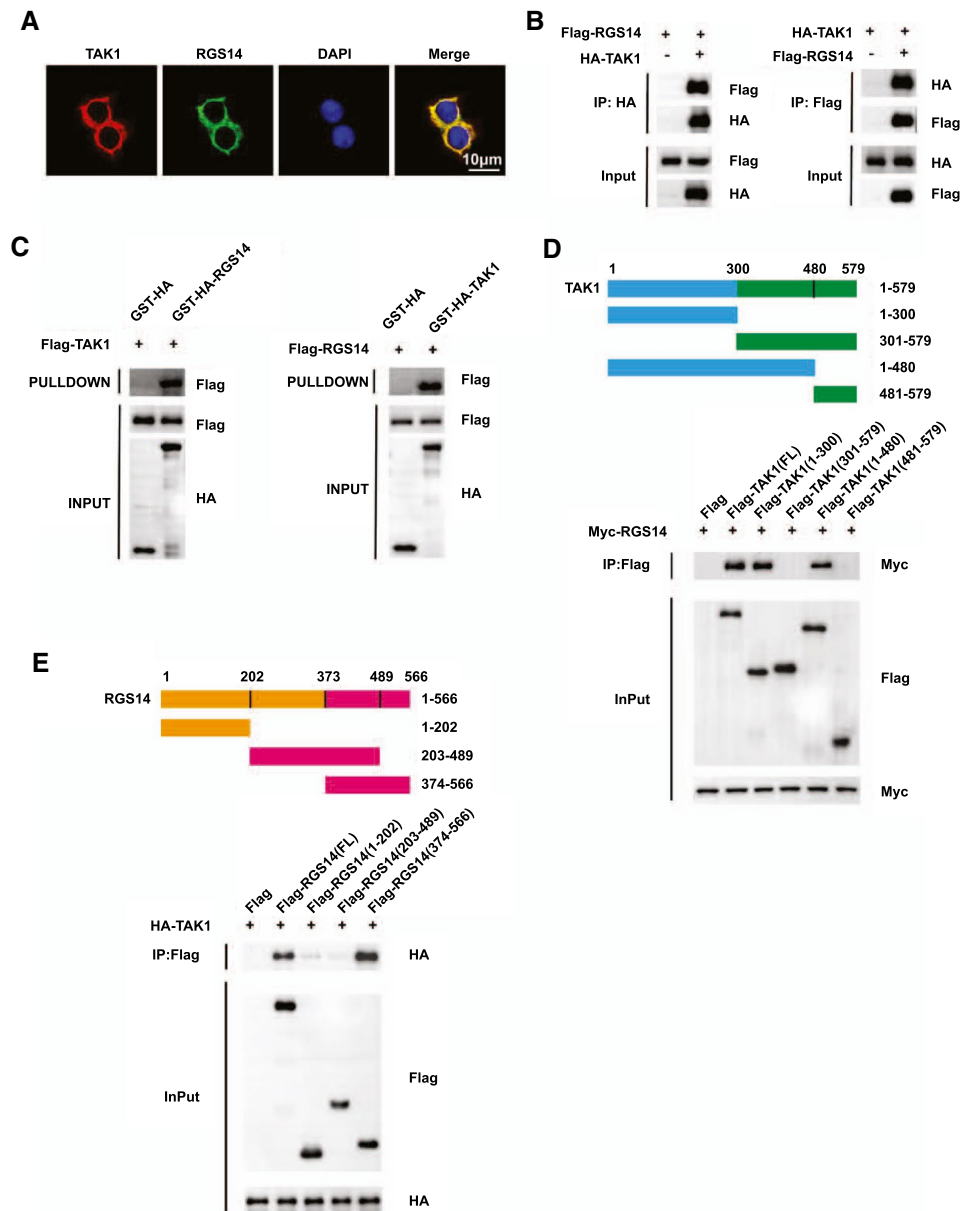 A
TAK1 RGS14 DAPI Merge
10μm
B
Flag-RGS14 + +
HA-TAK1 - +
IP: HA
Flag
HA
Input
Flag
HA
HA-TAK1 + +
Flag-RGS14 - +
IP: Flag
HA
Flag
Input
HA
Flag
C
GST-HA
GST-HA-RGS14
Flag-TAK1 + +
PULLDOWN
Flag
INPUT
Flag
HA
GST-HA
GST-HA-TAK1
Flag-RGS14 + +
PULLDOWN
Flag
INPUT
Flag
HA
D
1 300 480 579
TAK1 1-579
1-300
301-579
1-480
481-579
Flag
Flag-TAK1(FL)
Flag-TAK1(1-300)
Flag-TAK1(301-579)
Flag-TAK1(1-480)
Flag-TAK1(481-579)
Myc-RGS14 + + + + + +
IP:Flag
Myc
InPut
Flag
Myc
E
1 202 373 489 566
RGS14 1-566
1-202
203-489
374-566
Flag
Flag-RGS14(FL)
Flag-RGS14(1-202)
Flag-RGS14(203-489)
Flag-RGS14(374-566)
HA-TAK1 + + + + +
IP:Flag
HA
InPut
Flag
HA